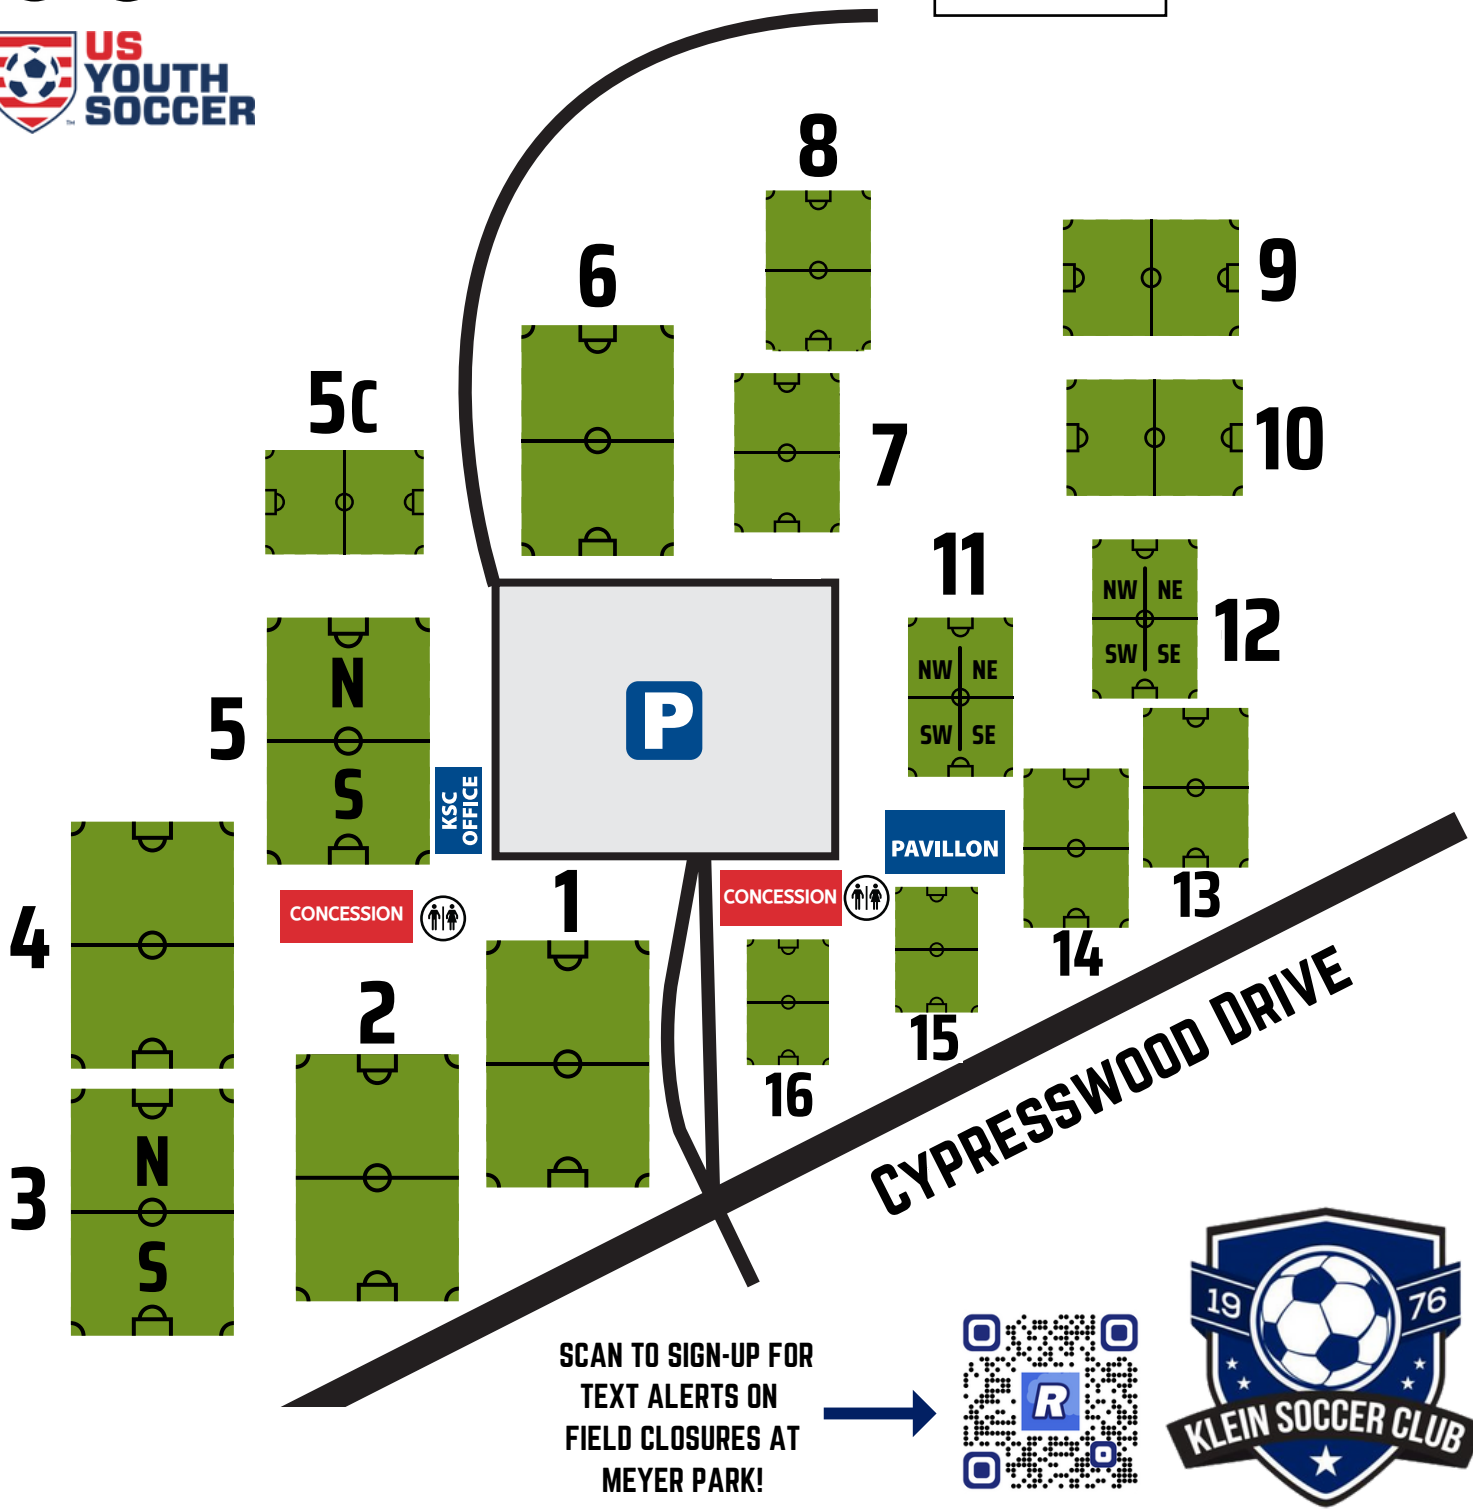 US
YOUTH
SOCCER
TM
8
9
6
5C
7
10
11
NW NE
SW SE
12
NW NE
SW SE
5
N
S
P
KSC
OFFICE
PAVILLON
13
CONCESSION
1
CONCESSION
4
14
2
15
16
3
N
S
CYPRESSWOOD DRIVE
SCAN TO SIGN-UP FOR
TEXT ALERTS ON
FIELD CLOSURES AT
MEYER PARK!
R
19 76
KLEIN SOCCER CLUB